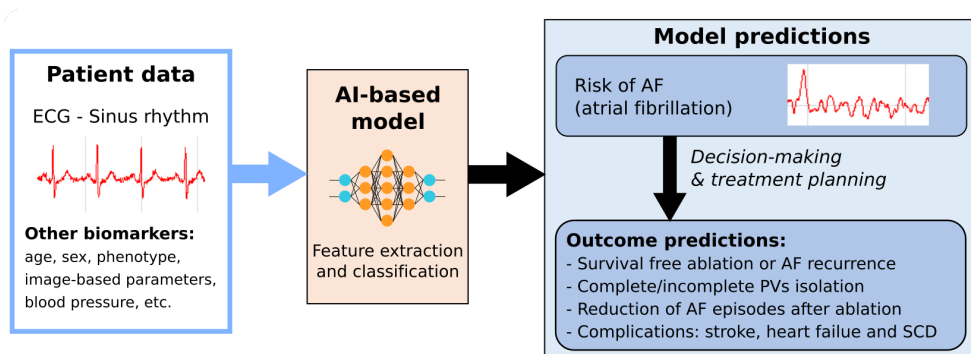 Patient data
ECG - Sinus rhythm
Other biomarkers:
age, sex, phenotype,
image-based parameters,
blood pressure, etc.
AI-based
model
Feature extraction
and classification
Model predictions
Risk of AF
(atrial fibrillation)
Decision-making
& treatment planning
Outcome predictions:
- Survival free ablation or AF recurrence
- Complete/incomplete PVs isolation
- Reduction of AF episodes after ablation
- Complications: stroke, heart failue and SCD